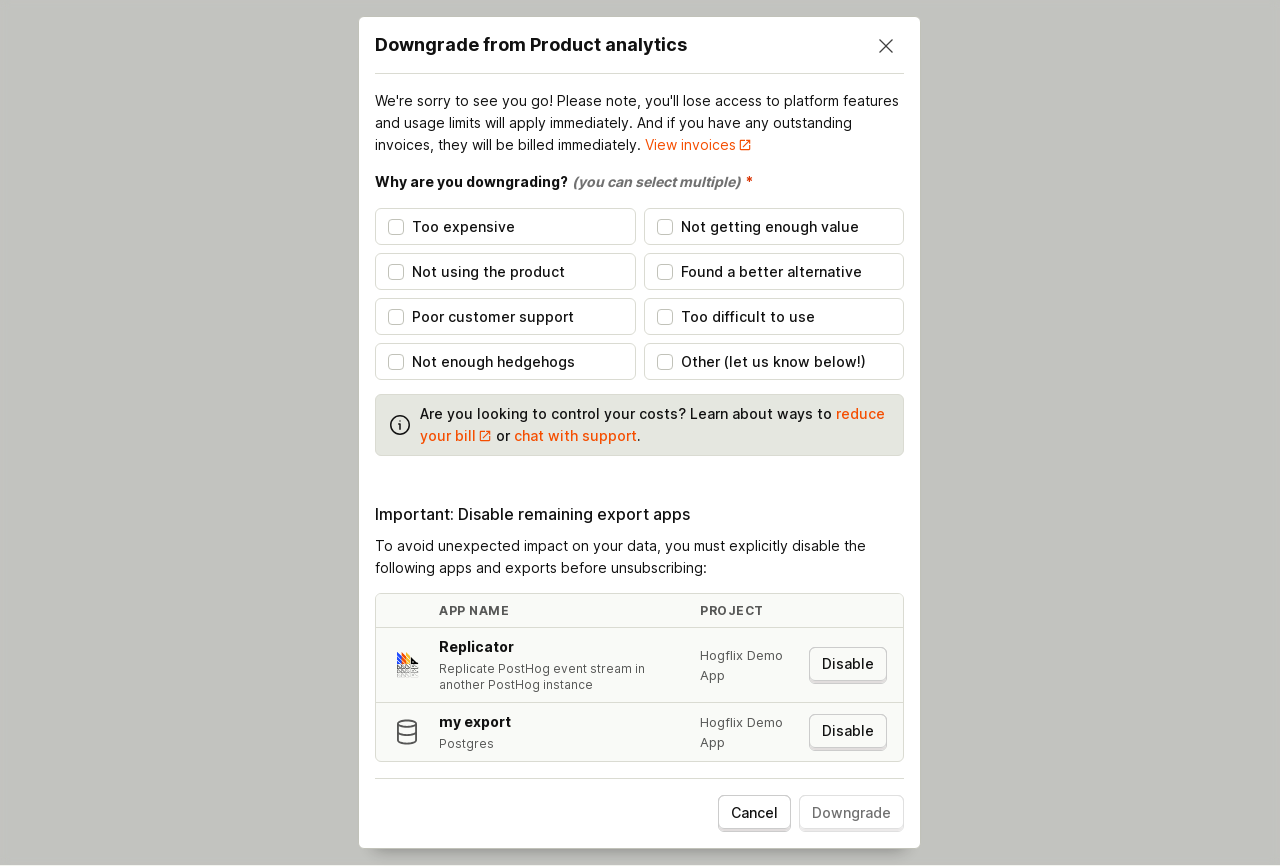 Downgrade from Product analytics
We're sorry to see you go! Please note, you'll lose access to platform features
and usage limits will apply immediately. And if you have any outstanding
invoices, they will be billed immediately. View invoices
Why are you downgrading? (you can select multiple) *
Too expensive
Not getting enough value
Not using the product
Found a better alternative
Poor customer support
Too difficult to use
Not enough hedgehogs
Other (let us know below!)
Are you looking to control your costs? Learn about ways to reduce
your bill or chat with support.
Important: Disable remaining export apps
To avoid unexpected impact on your data, you must explicitly disable the
following apps and exports before unsubscribing:
APP NAME PROJECT
Replicator
Replicate PostHog event stream in
another PostHog instance
Hogflix Demo
App
Disable
my export
Postgres
Hogflix Demo
App
Disable
Cancel
Downgrade